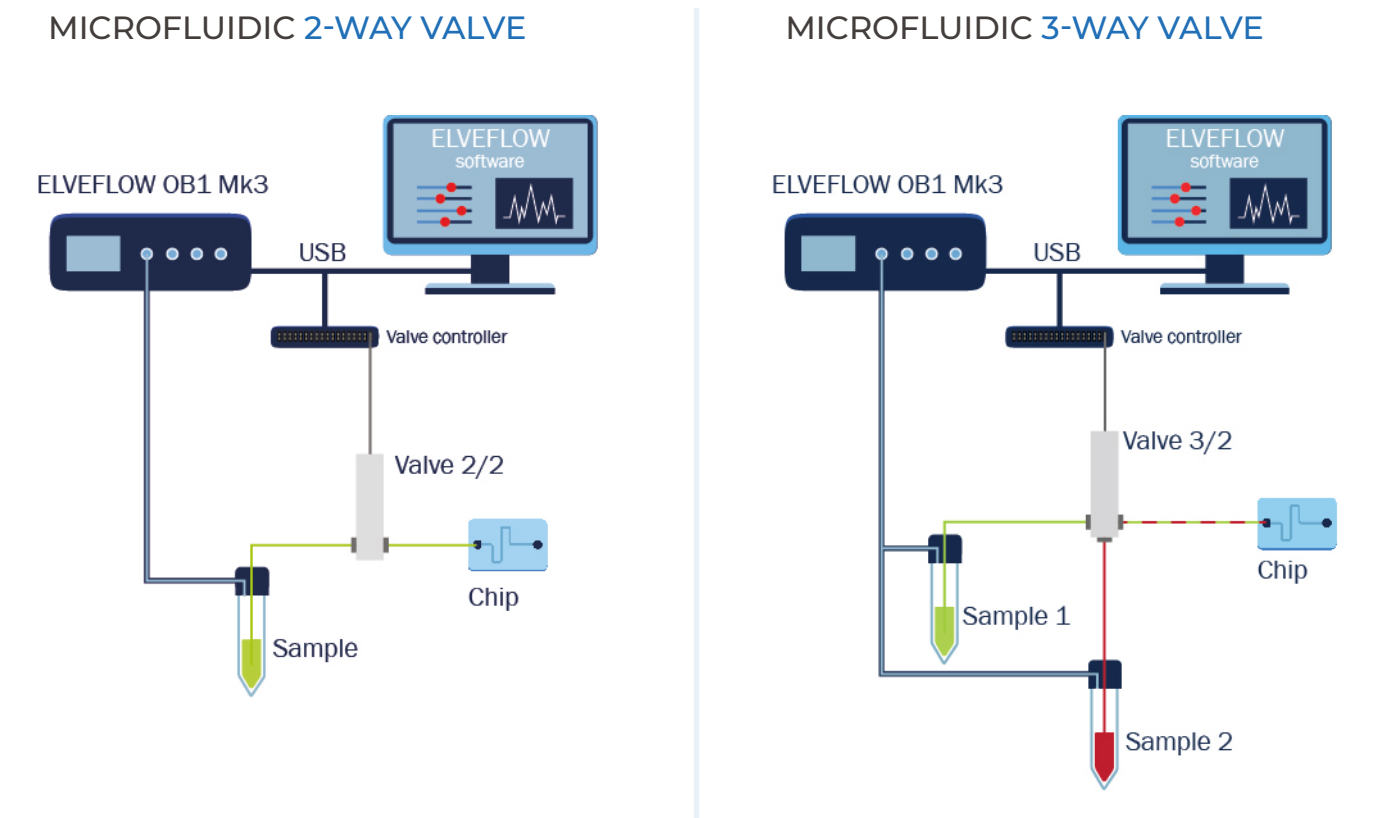 MICROFLUIDIC 2-WAY VALVE
ELVEFLOW
software
ELVEFLOW OB1 Mk3
USB
Valve controller
Valve 2/2
Chip
Sample
MICROFLUIDIC 3-WAY VALVE
ELVEFLOW
software
ELVEFLOW OB1 Mk3
USB
Valve controller
Valve 3/2
Chip
Sample 1
Sample 2